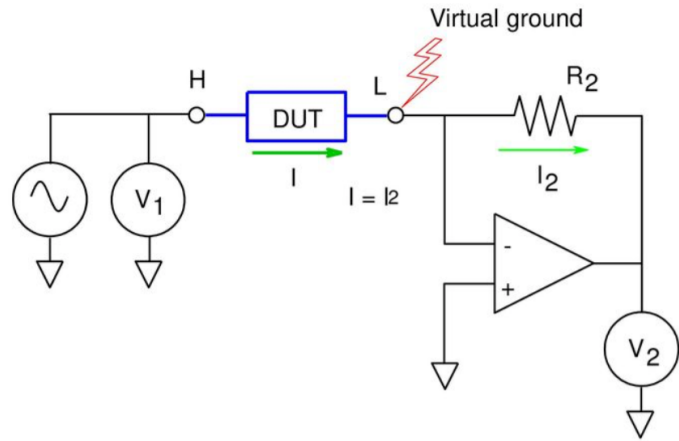 Virtual ground
H
L
R2
DUT
I
I = I2
I2
V1
-
+
V2